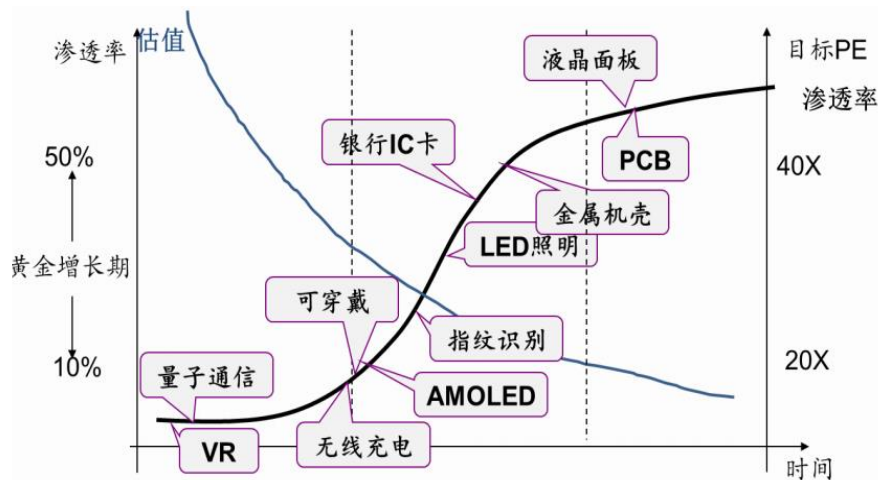 估值
渗透率
目标PE
液晶面板
渗透率
银行IC卡
50%
PCB
40X
金属机壳
LED照明
黄金增长期
可穿戴
指纹识别
10%
量子通信
20X
AMOLED
VR
无线充电
时间